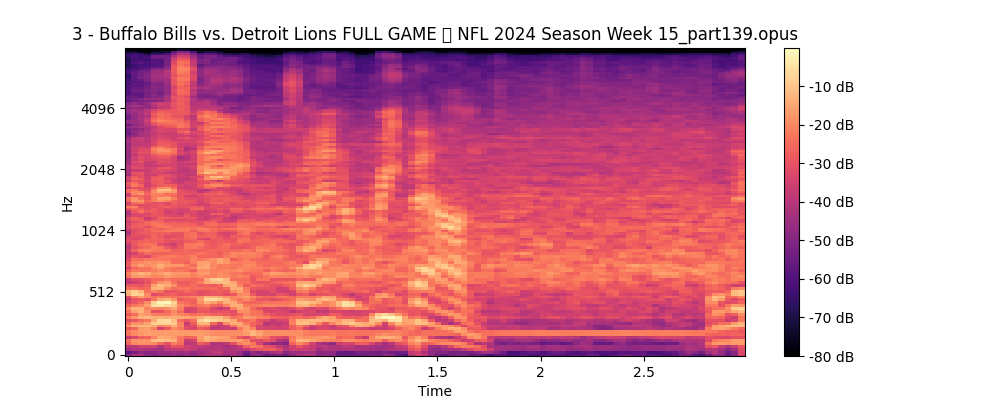 3 - Buffalo Bills vs. Detroit Lions FULL GAME ▯ NFL 2024 Season Week 15_part139.opus
4096
2048
1024
512
0
Hz
0 0.5 1 1.5 2 2.5
Time
-10 dB
-20 dB
-30 dB
-40 dB
-50 dB
-60 dB
-70 dB
-80 dB